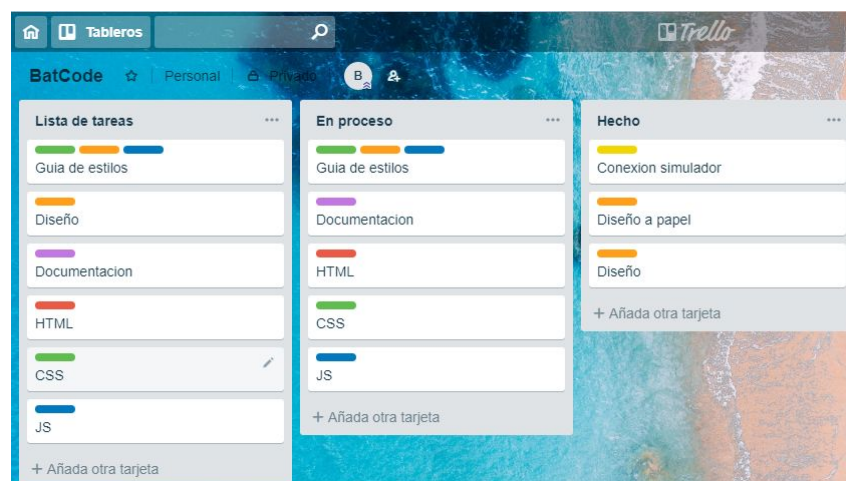 Tableros
Trello
BatCode
Personal
Privado
B
Lista de tareas
Guia de estilos
Diseño
Documentacion
HTML
CSS
JS
+ Añada otra tarjeta
En proceso
Guia de estilos
Documentacion
HTML
CSS
JS
+ Añada otra tarjeta
Hecho
Conexion simulador
Diseño a papel
Diseño
+ Añada otra tarjeta